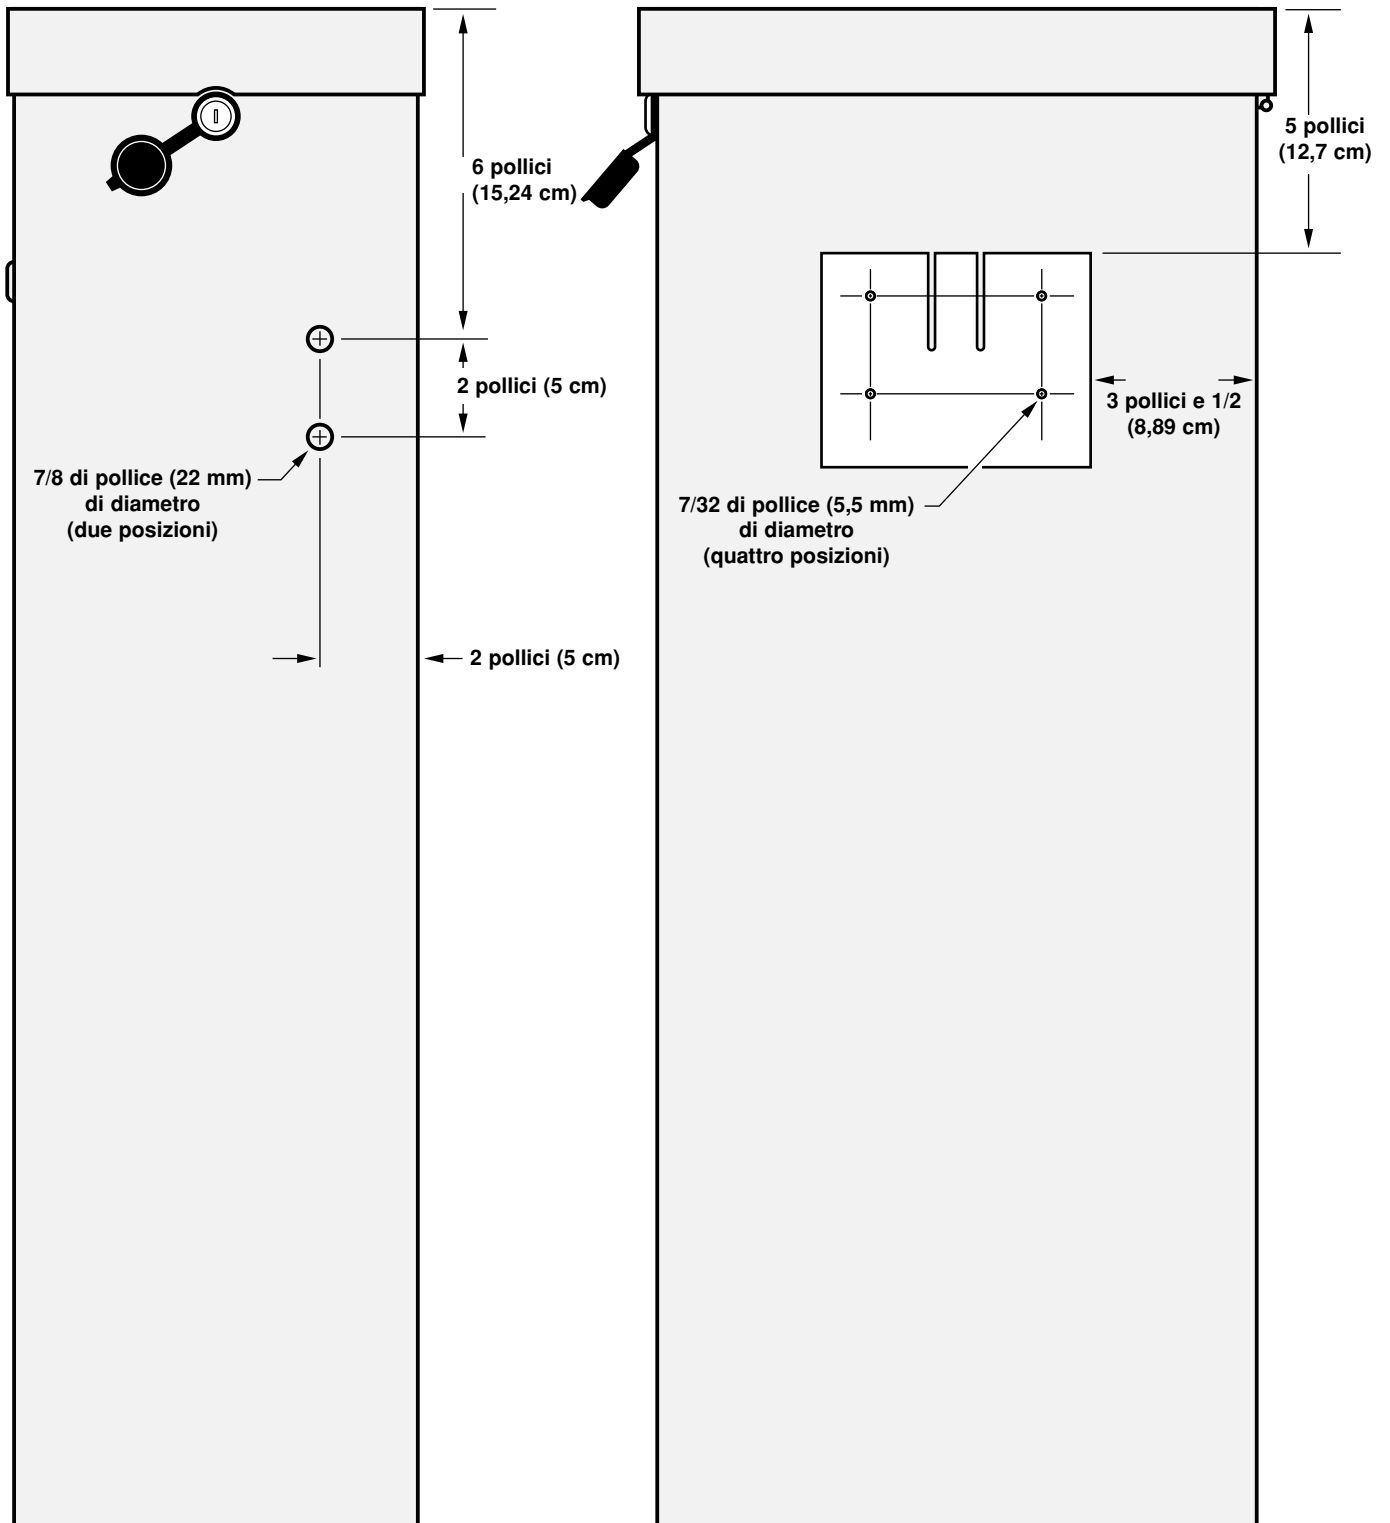 6 pollici
(15,24 cm)
2 pollici (5 cm)
7/8 di pollice (22 mm)
di diametro
(due posizioni)
2 pollici (5 cm)
5 pollici
(12,7 cm)
3 pollici e 1/2
(8,89 cm)
7/32 di pollice (5,5 mm)
di diametro
(quattro posizioni)